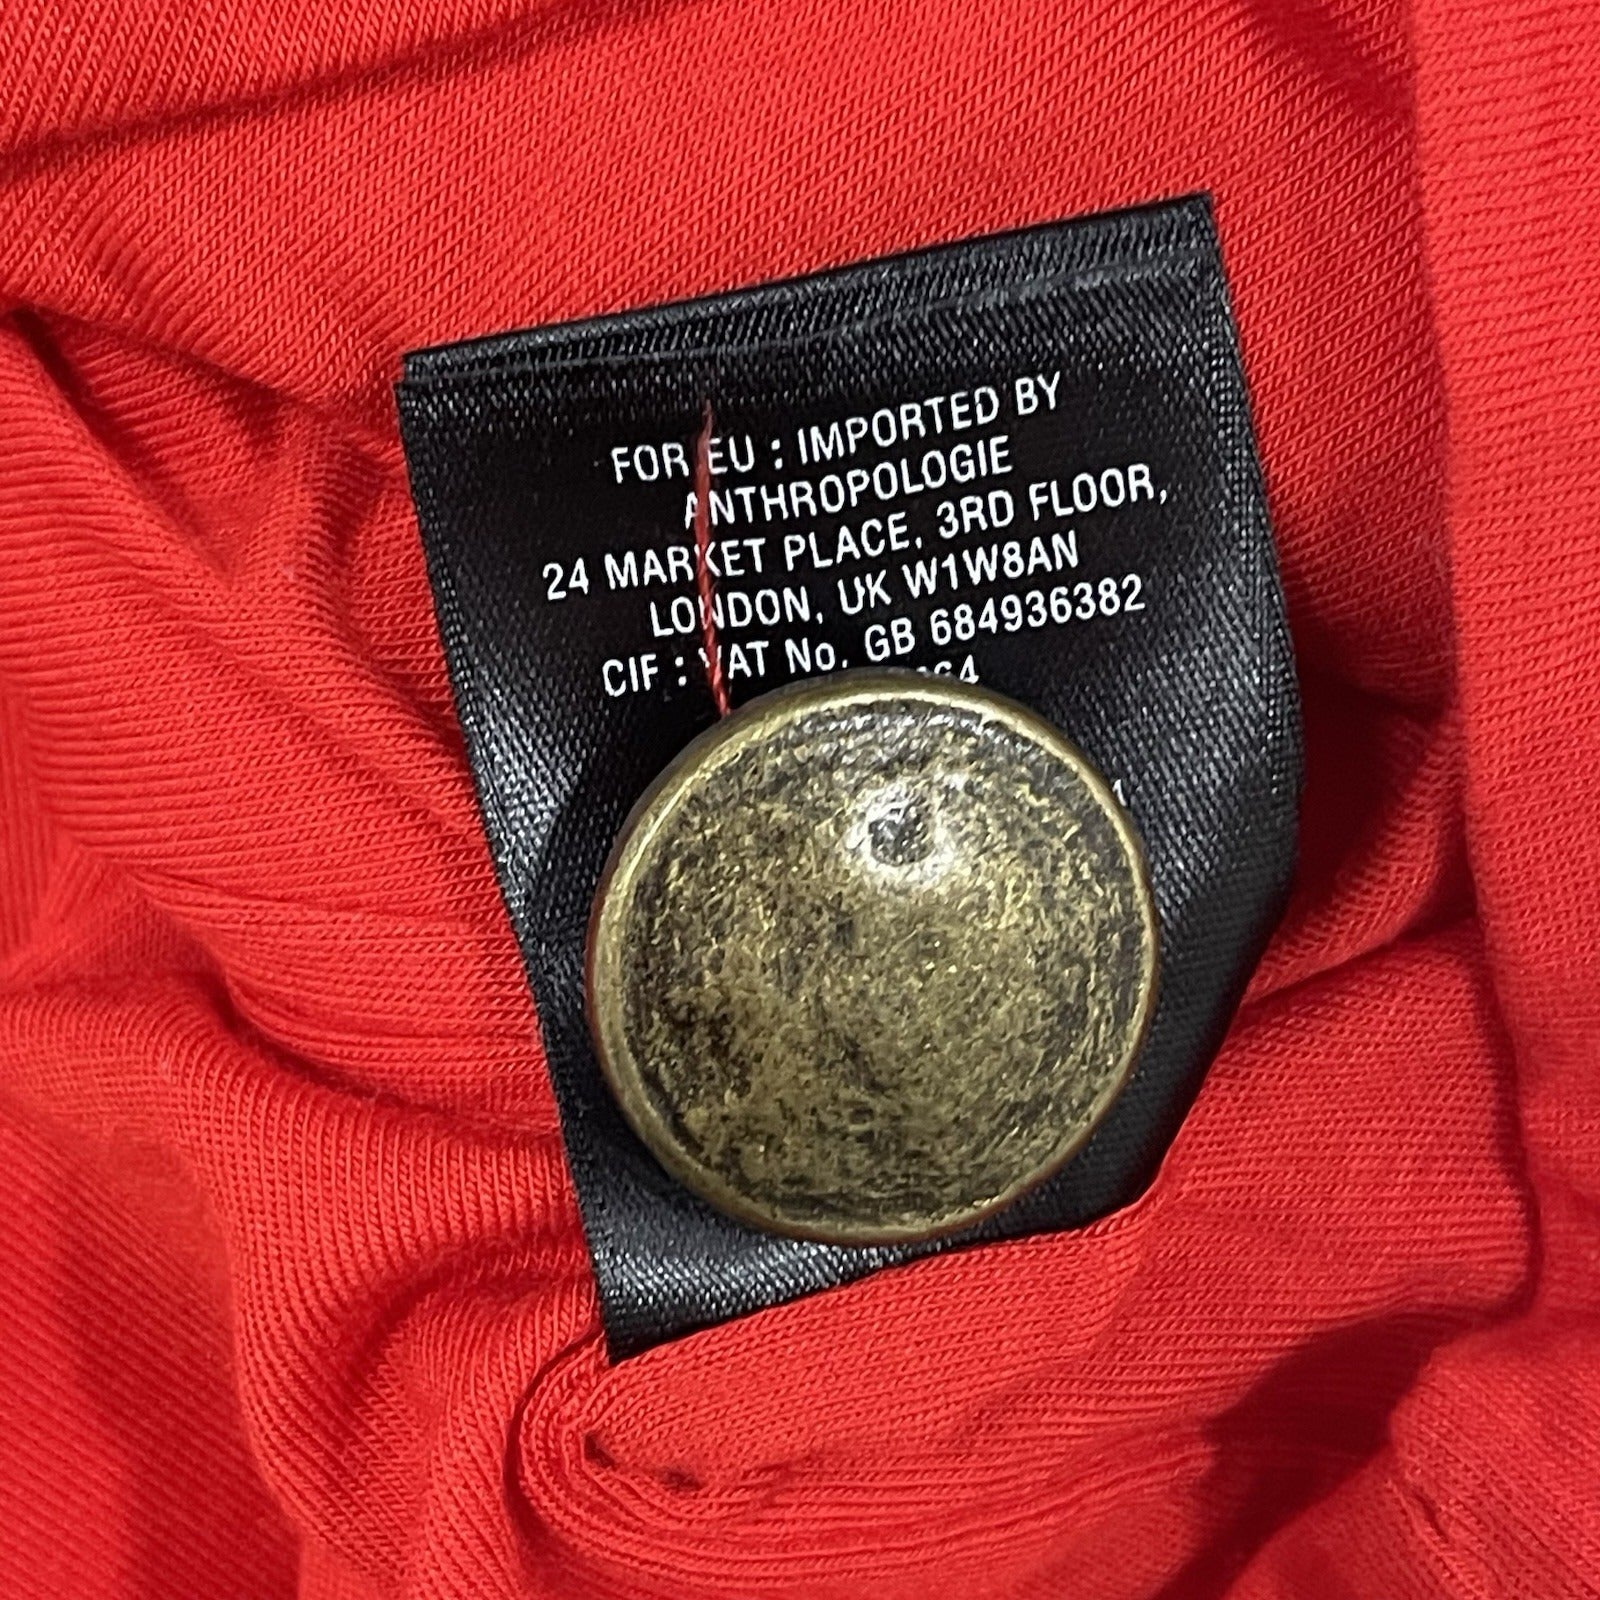 FOR EU : IMPORTED BY
ANTHROPOLOGIE
24 MARKET PLACE, 3RD FLOOR,
LONDON, UK W1W8AN
CIF : VAT No. GB 684936382